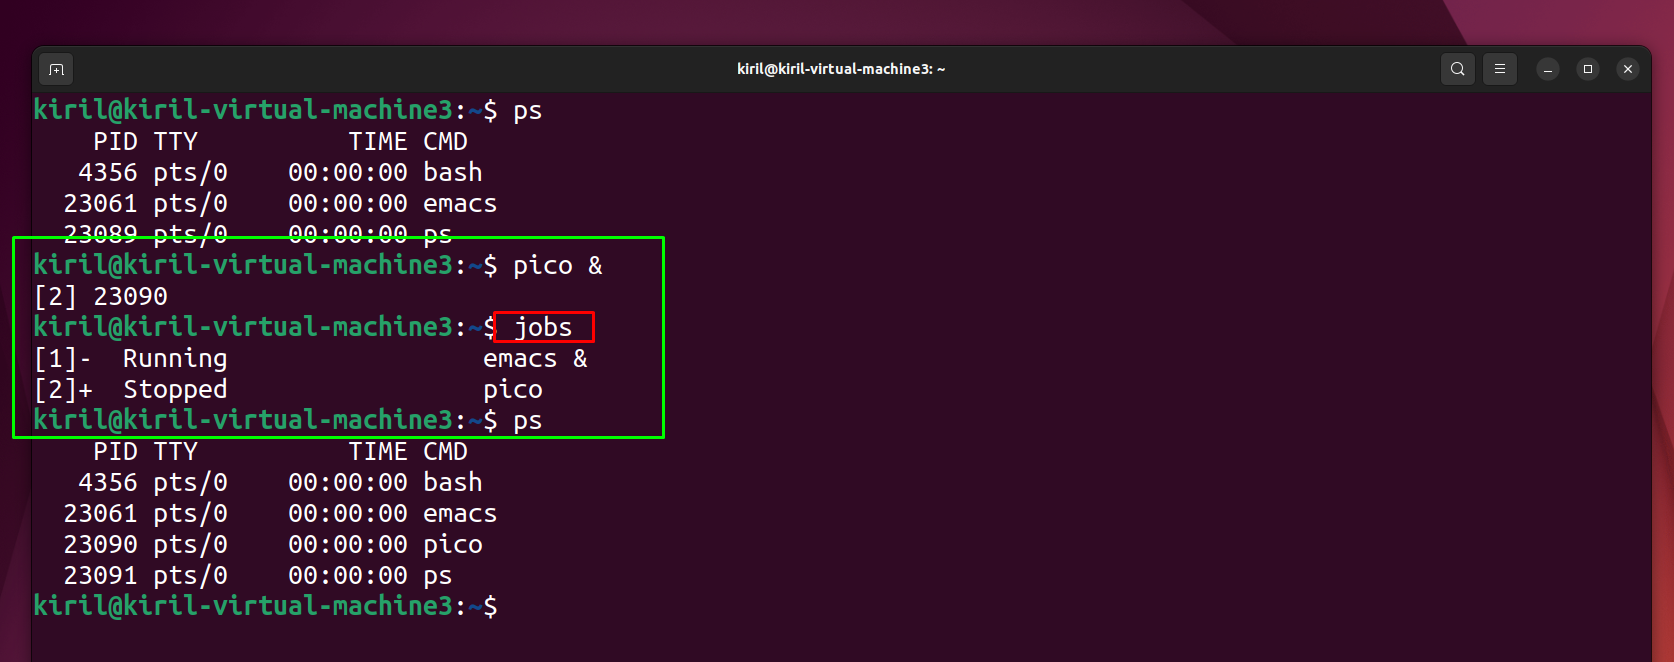 kiril@kiril-virtual-machine3: ~
kiril@kiril-virtual-machine3:~$ ps
    PID TTY          TIME CMD
   4356 pts/0    00:00:00 bash
  23061 pts/0    00:00:00 emacs
  23089 pts/0    00:00:00 ps
kiril@kiril-virtual-machine3:~$ pico &
[2] 23090
kiril@kiril-virtual-machine3:~$ jobs
[1]-  Running                 emacs &
[2]+  Stopped                 pico
kiril@kiril-virtual-machine3:~$ ps
    PID TTY          TIME CMD
   4356 pts/0    00:00:00 bash
  23061 pts/0    00:00:00 emacs
  23090 pts/0    00:00:00 pico
  23091 pts/0    00:00:00 ps
kiril@kiril-virtual-machine3:~$